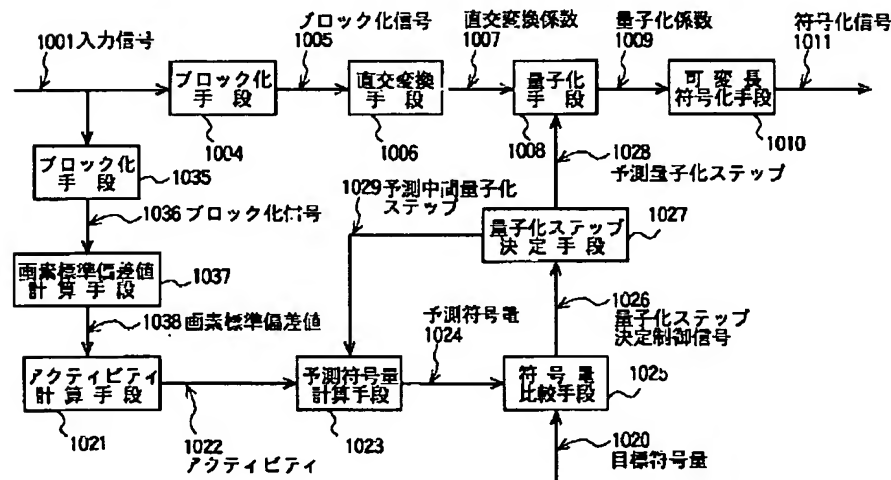 1001入力信号
ブロック化信号
1005
直交変換係数
1007
量子化係数
1009
符号化信号
1011
ブロック化
手段
1004
直交変換
手段
1006
量子化
手段
1008
可変長
符号化手段
1010
ブロック化
手段
1035
1036ブロック化信号
1029予測中間量子化
ステップ
1028
予測量子化ステップ
量子化ステップ
決定手段
1027
画素標準偏差値
計算手段
1037
1038画素標準偏差値
予測符号量
1024
1026
量子化ステップ
決定制御信号
アクティビティ
計算手段
1021
1022
アクティビティ
予測符号量
計算手段
1023
符号量
比較手段
1025
1020
目標符号量